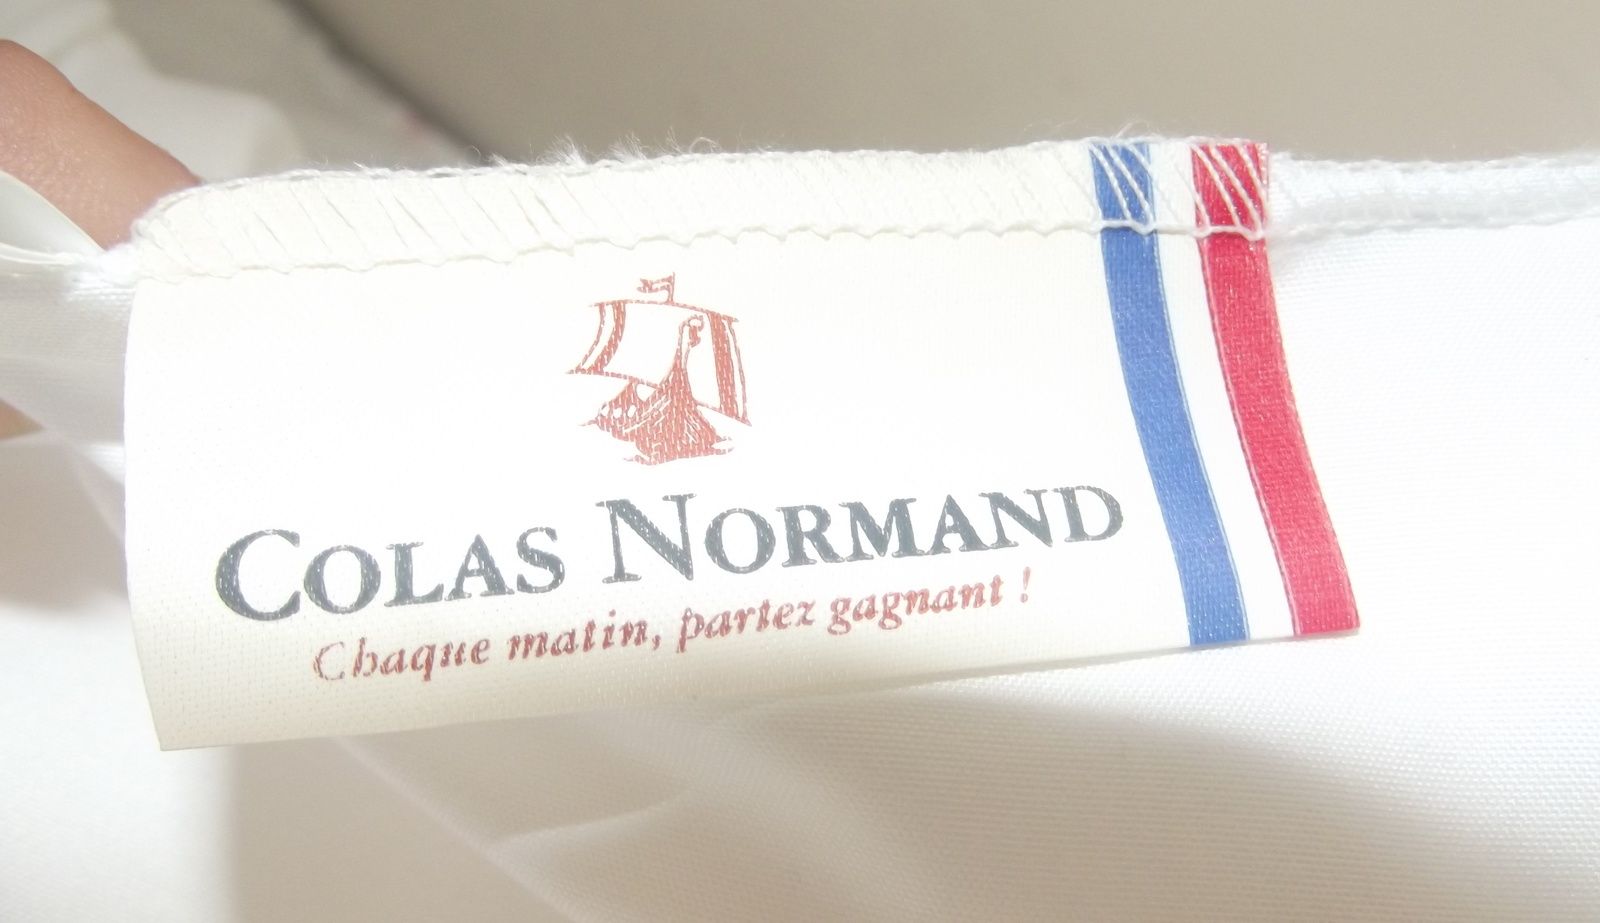 COLAS NORMAND
Chaque matin, partez gagnant !